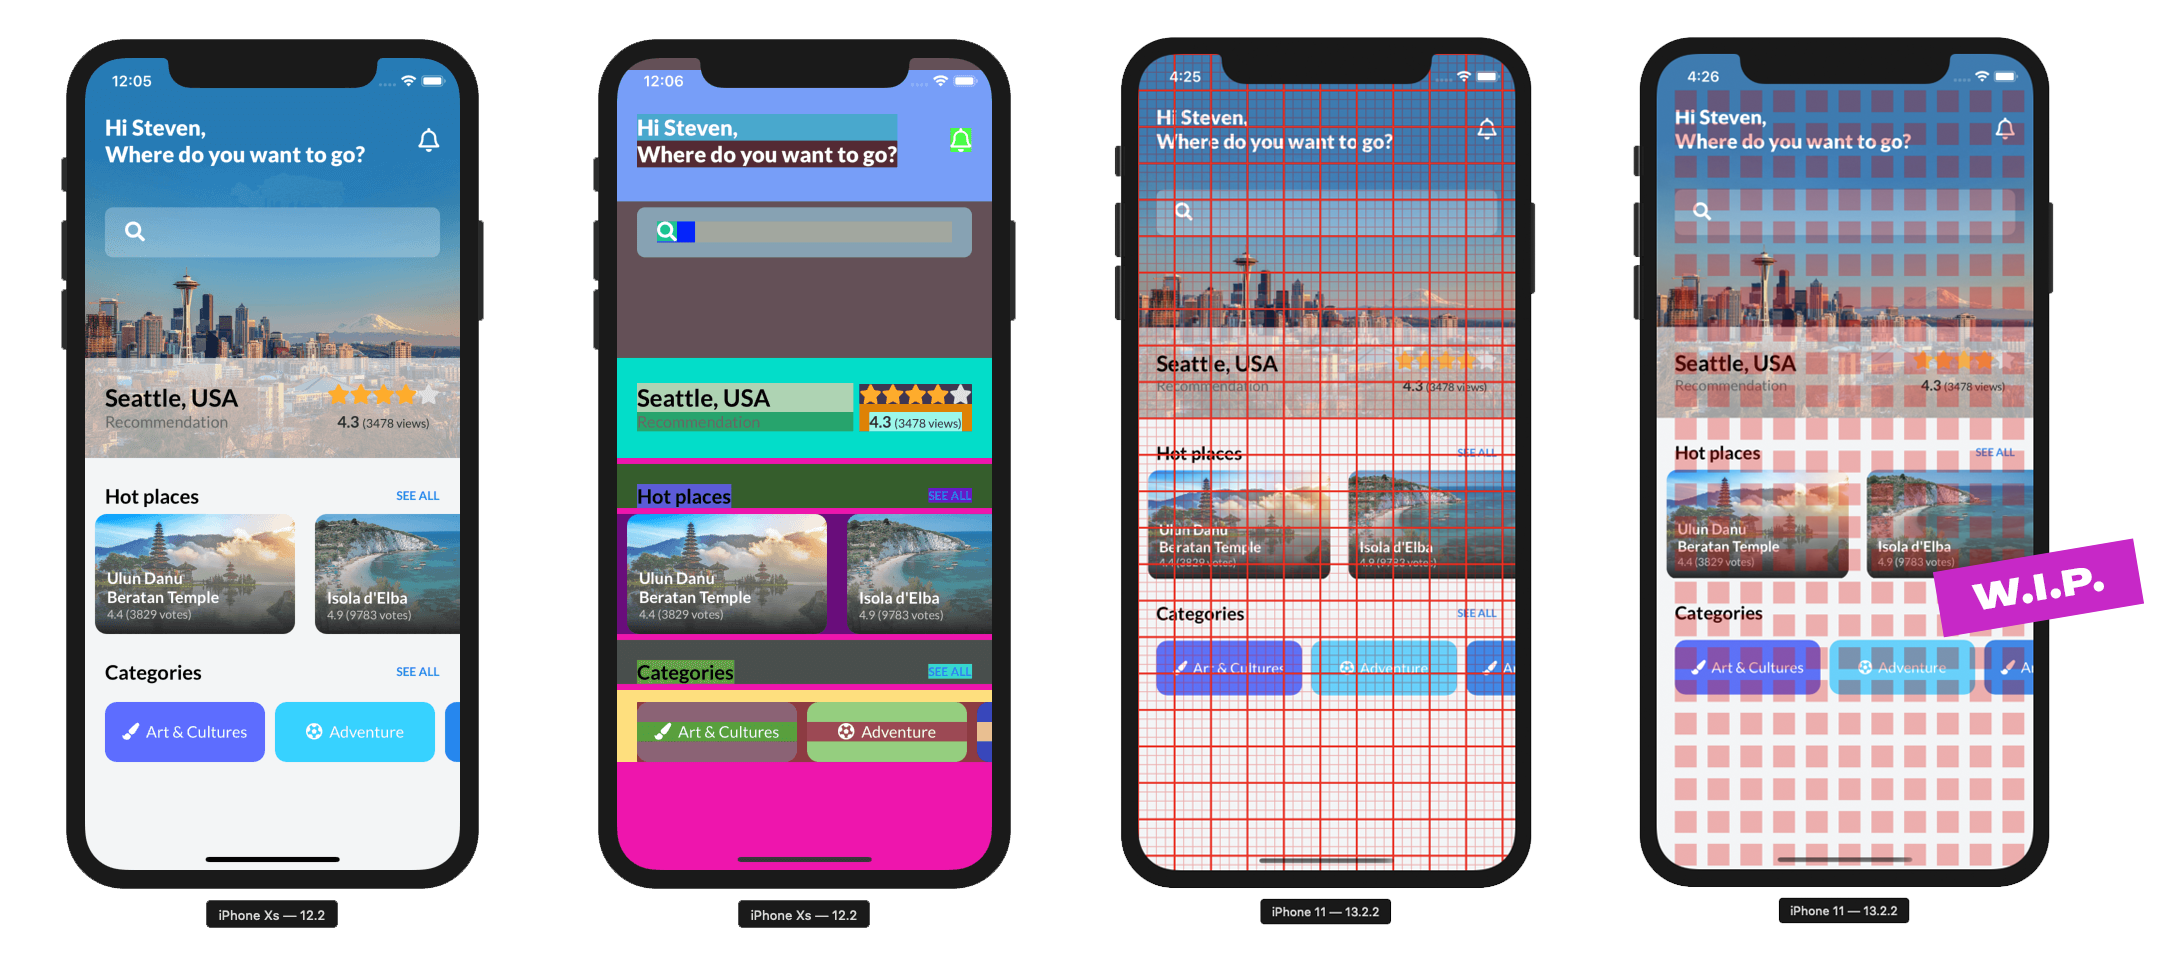 12:05
Hi Steven,
Where do you want to go?
Seattle, USA
Recommendation
4.3 (3478 views)
Hot places
SEE ALL
Ulun Danu
Beratan Temple
4.4 (3829 votes)
Isola d'Elba
4.9 (9783 votes)
Categories
SEE ALL
Art & Cultures
Adventure
iPhone Xs — 12.2
12:06
Hi Steven,
Where do you want to go?
Seattle, USA
Recommendation
4.3 (3478 views)
Hot places
SEE ALL
Ulun Danu
Beratan Temple
4.4 (3829 votes)
Isola d'Elba
4.9 (9783 votes)
Categories
SEE ALL
Art & Cultures
Adventure
iPhone Xs — 12.2
4:25
Hi Steven,
Where do you want to go?
Seattle, USA
Recommendation
4.3 (3478 views)
Hot places
SEE ALL
Ulun Danu
Beratan Temple
4.4 (3829 votes)
Isola d'Elba
4.9 (9783 votes)
Categories
SEE ALL
Art & Cultures
Adventure
Ar
iPhone 11 — 13.2.2
4:26
Hi Steven,
Where do you want to go?
Seattle, USA
Recommendation
4.3 (3478 views)
Hot places
SEE ALL
Ulun Danu
Beratan Temple
4.4 (3829 votes)
Isola d'Elba
4.9 (9783 votes)
W.I.P.
Categories
Art & Cultures
Adventure
Ar
iPhone 11 — 13.2.2